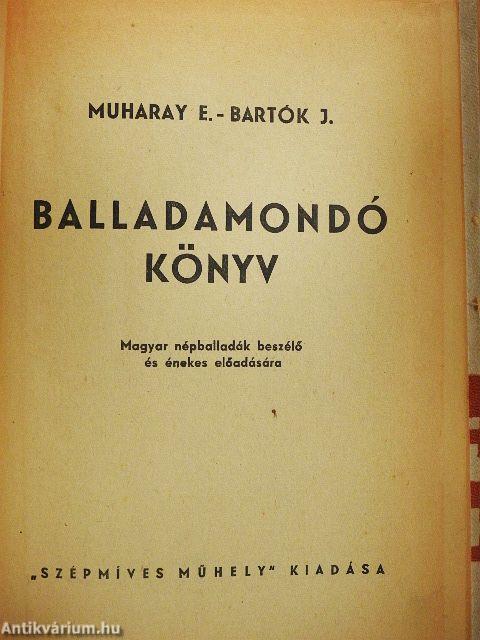 MUHARAY E.-BARTÓK J.
BALLADAMONDÓ
KÖNYV
Magyar népballadák beszélő
és énekes előadására
„SZÉPMÍVES MŰHELY" KIADÁSA
Antikvárium.hu